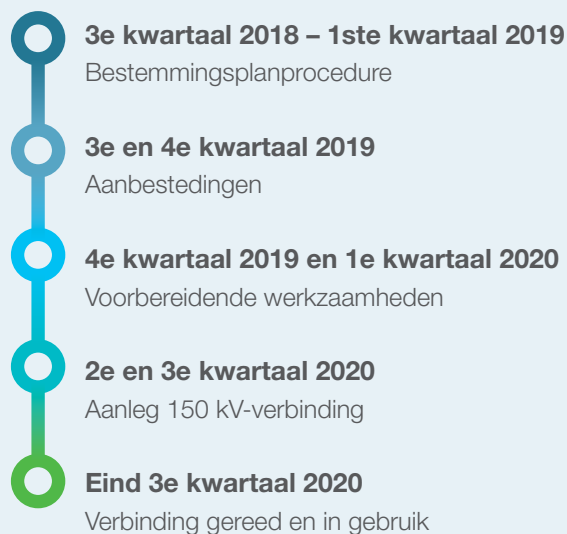 3e kwartaal 2018 – 1ste kwartaal 2019
Bestemmingsplanprocedure
3e en 4e kwartaal 2019
Aanbestedingen
4e kwartaal 2019 en 1e kwartaal 2020
Voorbereidende werkzaamheden
2e en 3e kwartaal 2020
Aanleg 150 kV-verbinding
Eind 3e kwartaal 2020
Verbinding gereed en in gebruik